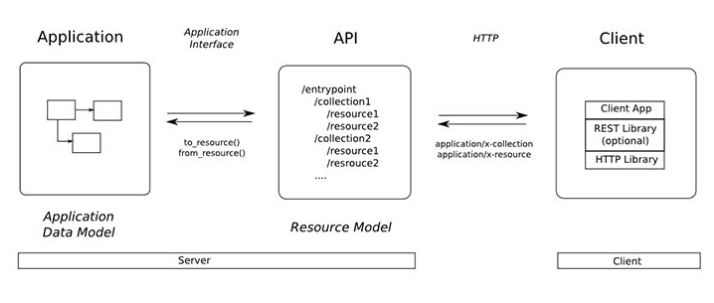 Application
Application
Interface
API
HTTP
Client
/entrypoint
/collection1
/resource1
/resource2
/collection2
/resource1
/resrouce2
....
to_resource()
from_resource()
application/x-collection
application/x-resource
Client App
REST Library
(optional)
HTTP Library
Application
Data Model
Resource Model
Server
Client